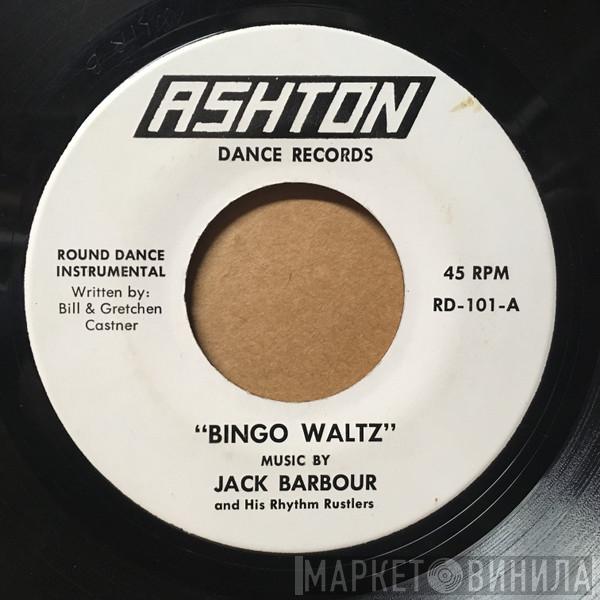 ASHTON
DANCE RECORDS
ROUND DANCE
INSTRUMENTAL
Written by:
Bill & Gretchen
Castner
45 RPM
RD-101-A
"BINGO WALTZ"
MUSIC BY
JACK BARBOUR
and His Rhythm Rustlers
МАРКЕТ ВИНИЛА